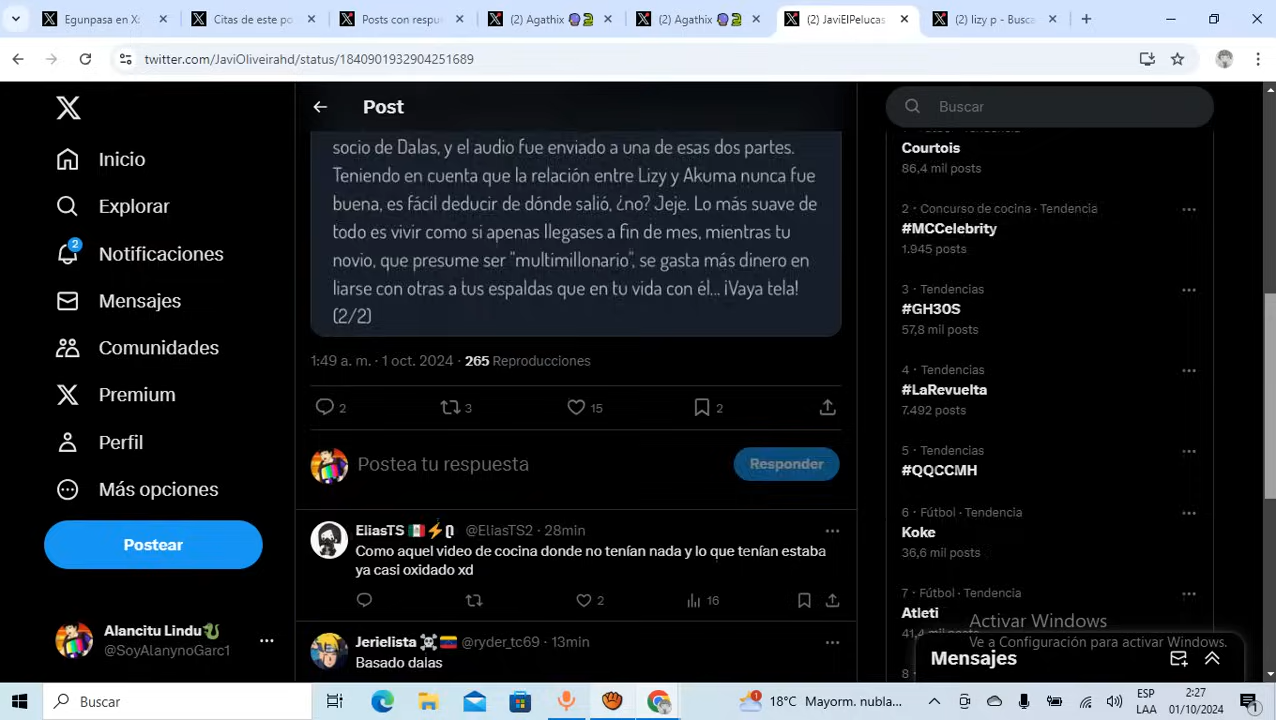 Egunpasa en X:
Citas de este po
Posts con respu
(2) Agathix
(2) Agathix
(2) JaviElPelucas
(2) lizy p - Busca
twitter.com/JaviOliveirahd/status/1840901932904251689
Inicio
Explorar
2
Notificaciones
Mensajes
Comunidades
Premium
Perfil
Más opciones
Postear
Alancitu Lindu
@SoyAlanynoGarc1
Post
socio de Dalas, y el audio fue enviado a una de esas dos partes.
Teniendo en cuenta que la relación entre Lizy y Akuma nunca fue
buena, es fácil deducir de dónde salió, ¿no? Jeje. Lo más suave de
todo es vivir como si apenas llegases a fin de mes, mientras tu
novio, que presume ser "multimillonario", se gasta más dinero en
liarse con otras a tus espaldas que en tu vida con él... ¡Vaya tela!
(2/2)
1:49 a. m. · 1 oct. 2024 · 265 Reproducciones
2 3 15 2
Postea tu respuesta
Responder
EliasTS @EliasTS2 · 28min
Como aquel video de cocina donde no tenían nada y lo que tenían estaba
ya casi oxidado xd
2 16
Jerielista @ryder_tc69 · 13min
Basado dalas
Buscar
Courtois
86,4 mil posts
2 · Concurso de cocina · Tendencia
#MCCelebrity
1.945 posts
3 · Tendencias
#GH30S
57,8 mil posts
4 · Tendencias
#LaRevuelta
7.492 posts
5 · Tendencias
#QQCCMH
6 · Fútbol · Tendencia
Koke
36,6 mil posts
7 · Fútbol · Tendencia
Atleti
Activar Windows
Ve a Configuración para activar Windows.
Mensajes
8
Buscar
18°C Mayorm. nubla...
ESP
LAA
2:27
01/10/2024